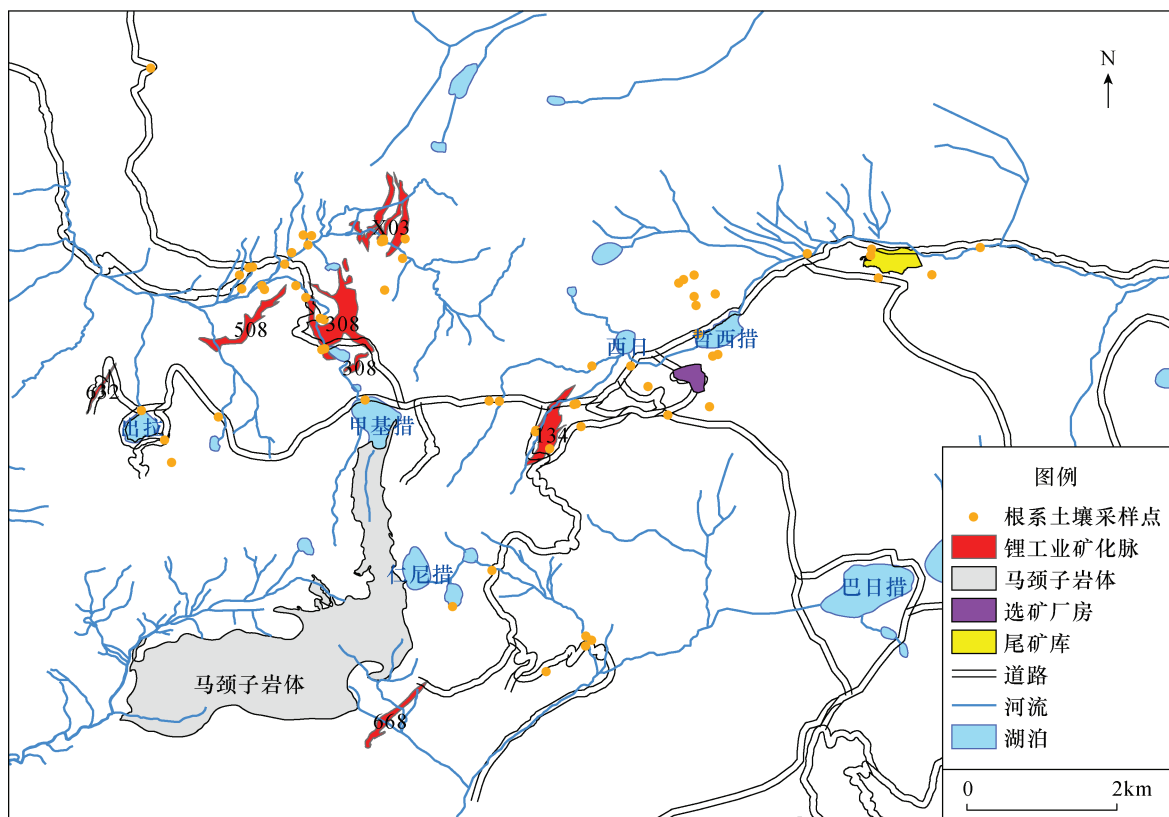 N
X03
508
308
308
西日
哲西措
632
出拉
甲基措
134
仁尼措
巴日措
马颈子岩体
668
图例
根系土壤采样点
锂工业矿化脉
马颈子岩体
选矿厂房
尾矿库
道路
河流
湖泊
0 2km